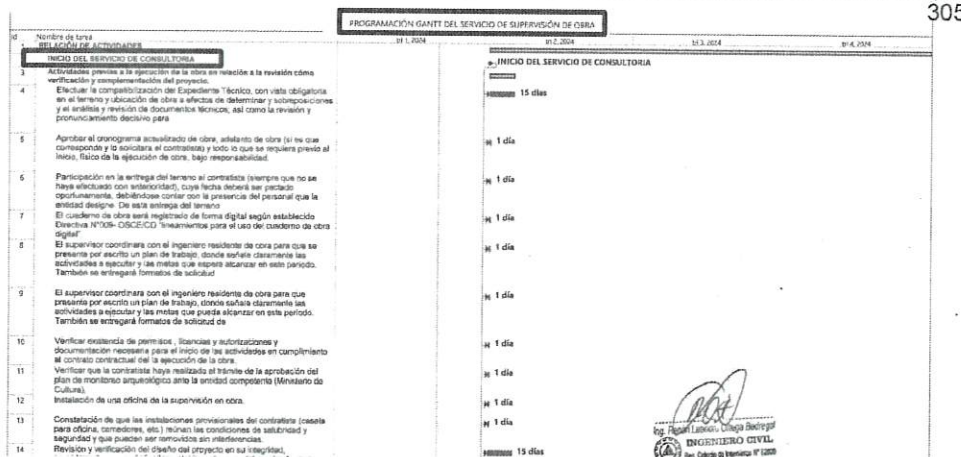 305
PROGRAMACIÓN GANTT DEL SERVICIO DE SUPERVISIÓN DE OBRA
Id Nombre de tarea tri 1, 2024 tri 2, 2024 tri 3, 2024 tri 4, 2024
1 RELACIÓN DE ACTIVIDADES
INICIO DEL SERVICIO DE CONSULTORIA
INICIO DEL SERVICIO DE CONSULTORIA
3 Actividades previas a la ejecución de la obra en relación a la revisión cómo
verificación y complementación del proyecto.
4 Efectuar la compatibilización del Expediente Técnico, con vista obligatoria
en el terreno y ubicación de obra a efectos de determinar y sobreposiciones
y el análisis y revisión de documentos técnicos, así como la revisión y
pronunciamiento decisivo para
15 días
5 Aprobar el cronograma actualizado de obra, adelanto de obra (si es que
corresponde y lo solicitara el contratista) y todo lo que se requiera previo al
inicio, físico de la ejecución de obra, bajo responsabilidad.
1 día
6 Participación en la entrega del terreno al contratista (siempre que no se
haya efectuado con anterioridad), cuya fecha deberá ser pactado
oportunamente, debiéndose contar con la presencia del personal que la
entidad designe. De esta entrega del terreno
1 día
7 El cuaderno de obra será registrado de forma digital según establecido
Directiva N°009- OSCE/CD "lineamientos para el uso del cuaderno de obra
digital"
1 día
8 El supervisor coordinara con el ingeniero residente de obra para que se
presente por escrito un plan de trabajo, donde señale claramente las
actividades a ejecutar y las metas que espera alcanzar en este periodo.
También se entregará formatos de solicitud
1 día
9 El supervisor coordinara con el ingeniero residente de obra para que
presente por escrito un plan de trabajo, donde señala claramente las
actividades a ejecutar y las metas que pueda alcanzar en este periodo.
También se entregará formatos de solicitud de
1 día
10 Verificar existencia de permisos , licencias y autorizaciones y
documentación necesaria para el inicio de las actividades en cumplimiento
al contrato contractual del la ejecución de la obra.
1 día
11 Verificar que la contratista haya realizado el trámite de la aprobación del
plan de monitoreo arqueológico ante la entidad competente (Ministerio de
Cultura).
1 día
12 Instalación de una oficina de la supervisión en obra.
1 día
13 Constatación de que las instalaciones provisionales del contratista (caseta
para oficina, comedores, etc.) reúnan las condiciones de salubridad y
seguridad y que puedan ser removidos sin interferencias.
1 día
14 Revisión y verificación del diseño del proyecto en su integridad,
15 días
Ing. Bedregal
INGENIERO CIVIL